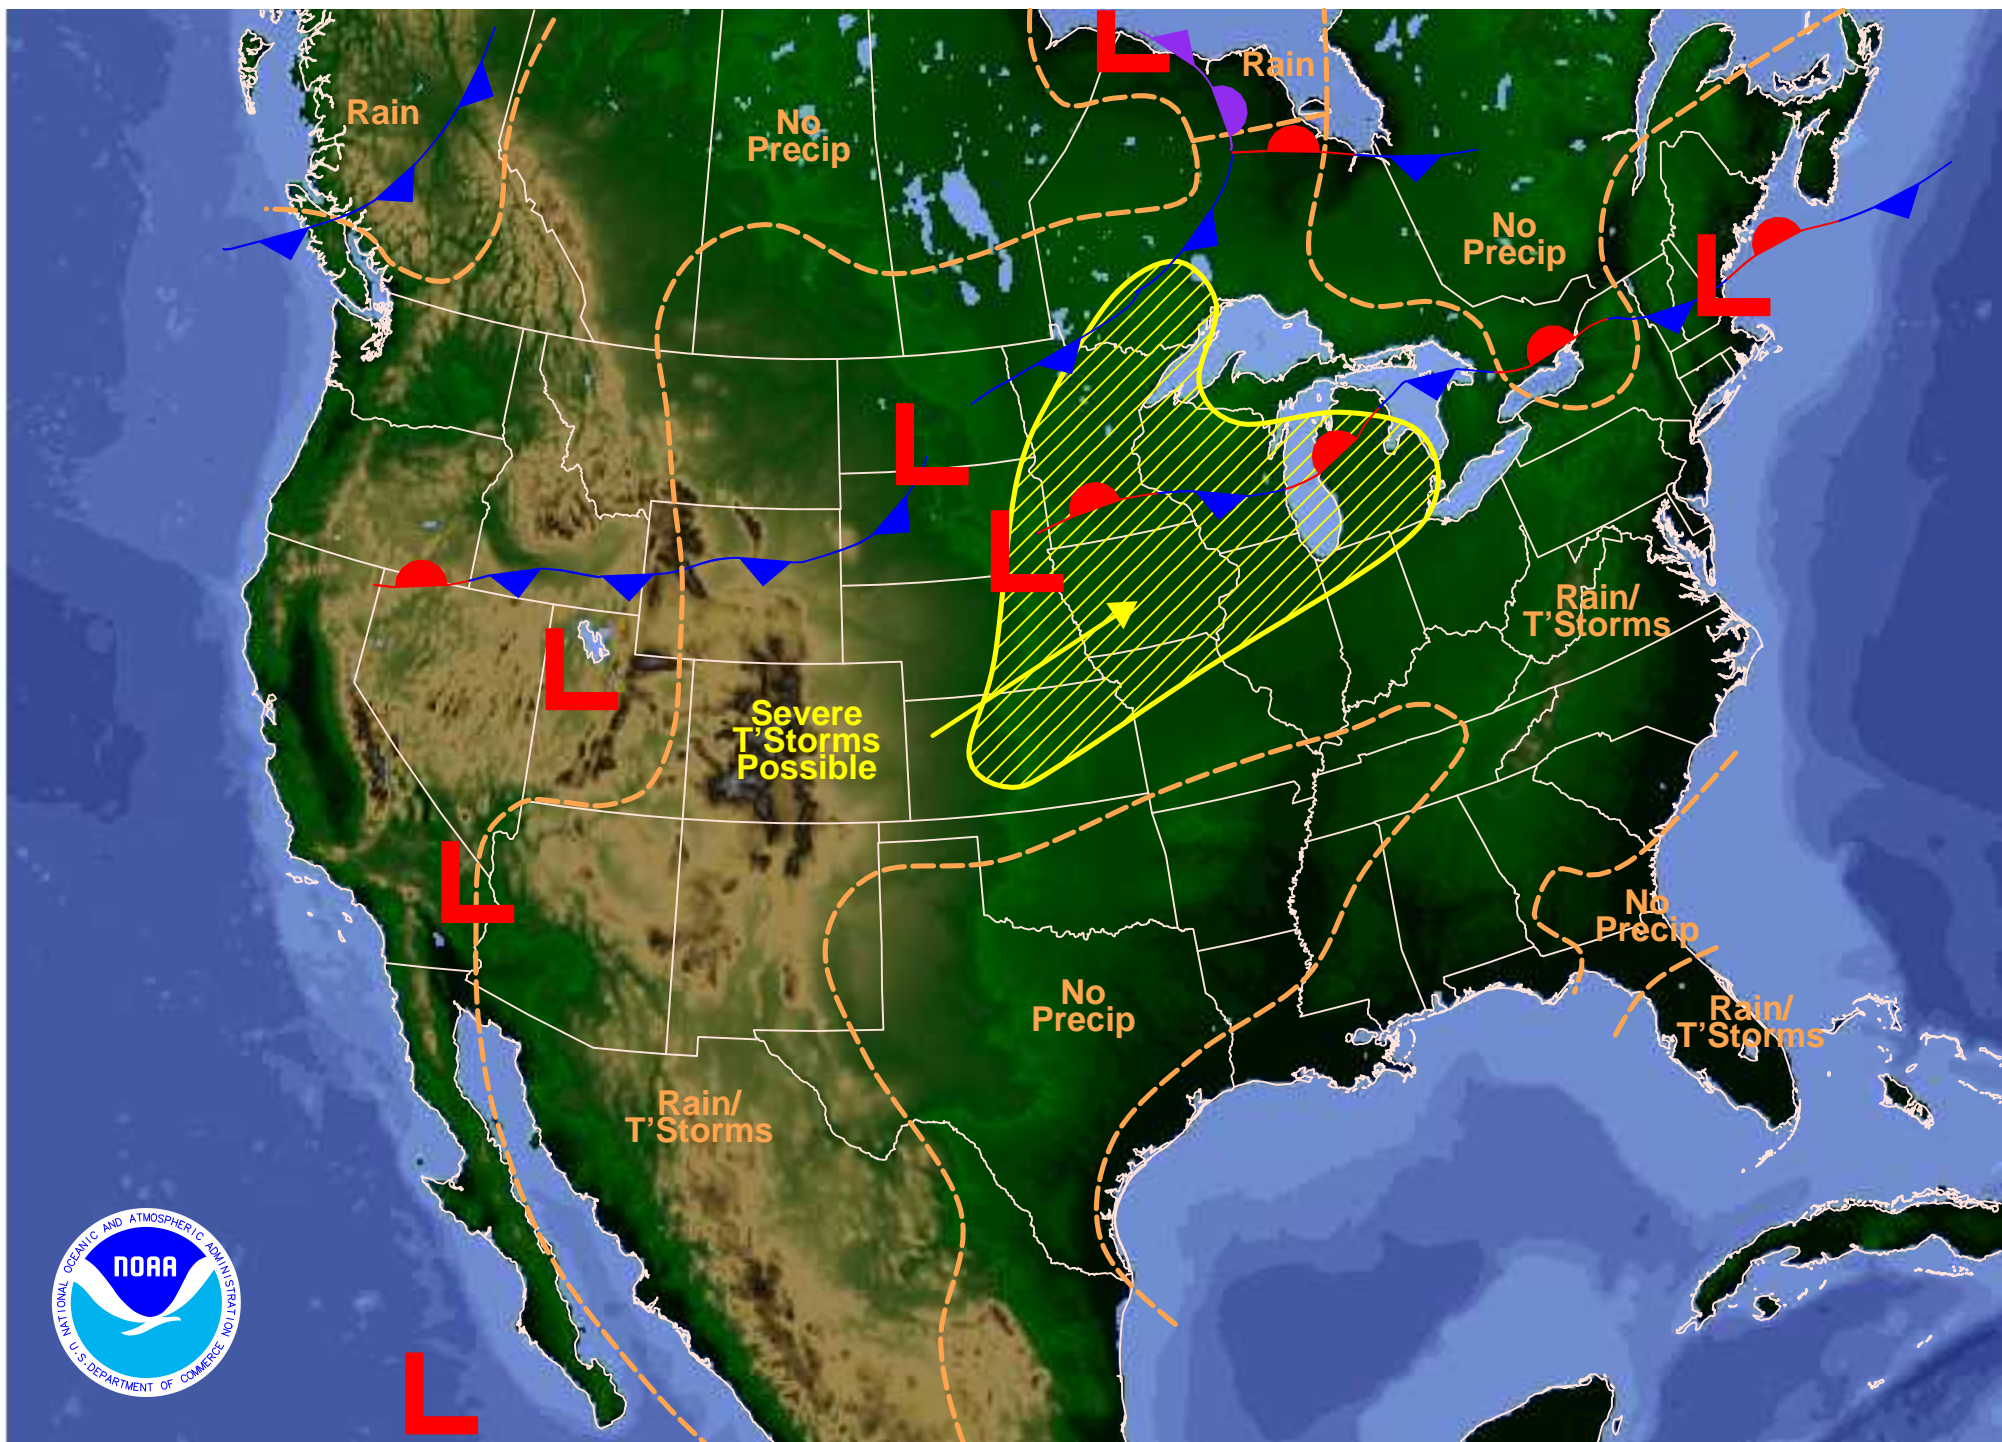 L
Rain
Rain
No
Precip
No
Precip
L
L
L
Rain/
T'Storms
L
Severe
T'Storms
Possible
L
No
Precip
No
Precip
Rain/
T'Storms
Rain/
T'Storms
NATIONAL OCEANIC AND ATMOSPHERIC ADMINISTRATION
NOAA
U.S. DEPARTMENT OF COMMERCE
L